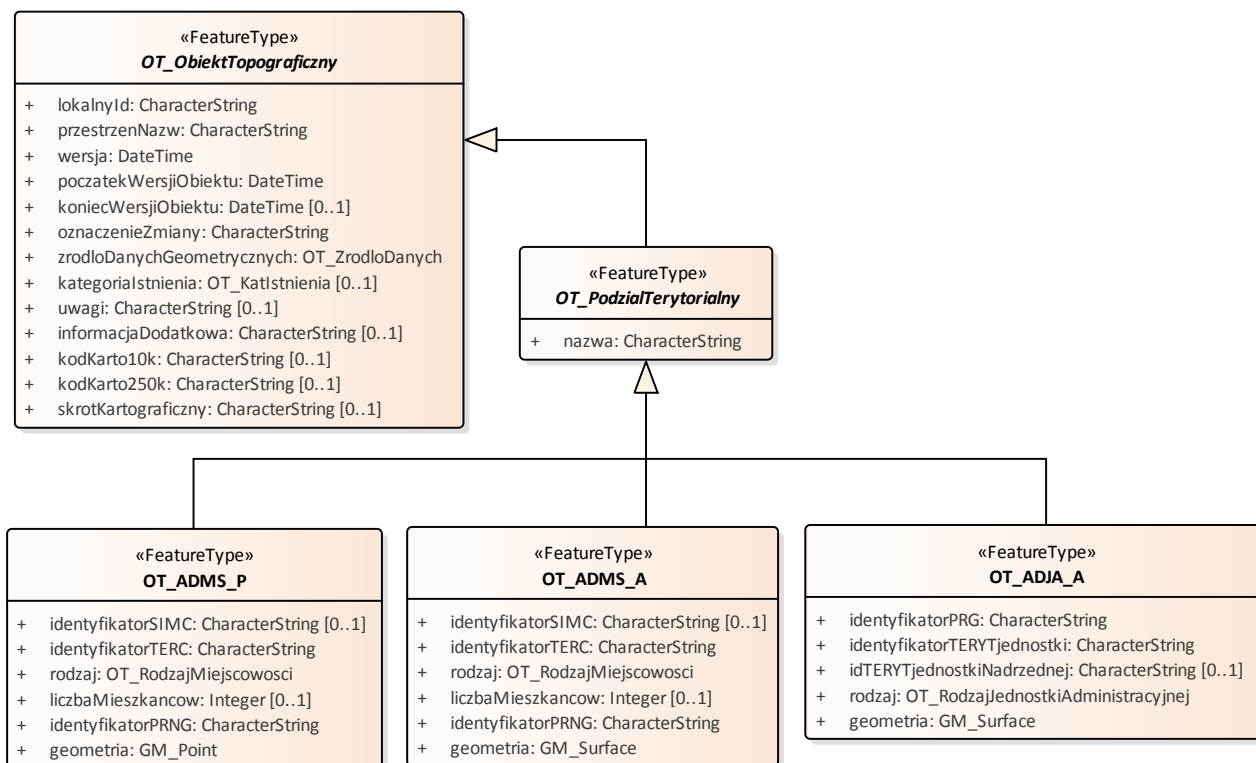 «FeatureType»
OT_ObiektTopograficzny
+ lokalnyId: CharacterString
+ przestrzenNazw: CharacterString
+ wersja: DateTime
+ poczatekWersjiObiektu: DateTime
+ koniecWersjiObiektu: DateTime [0..1]
+ oznaczenieZmiany: CharacterString
+ zrodloDanychGeometrycznych: OT_ZrodloDanych
+ kategoriaIstnienia: OT_KatIstnienia [0..1]
+ uwagi: CharacterString [0..1]
+ informacjaDodatkowa: CharacterString [0..1]
+ kodKarto10k: CharacterString [0..1]
+ kodKarto250k: CharacterString [0..1]
+ skrotKartograficzny: CharacterString [0..1]
«FeatureType»
OT_PodzialTerytorialny
+ nazwa: CharacterString
«FeatureType»
OT_ADMS_P
+ identyfikatorSIMC: CharacterString [0..1]
+ identyfikatorTERC: CharacterString
+ rodzaj: OT_RodzajMiejscowosci
+ liczbaMieszkancow: Integer [0..1]
+ identyfikatorPRNG: CharacterString
+ geometria: GM_Point
«FeatureType»
OT_ADMS_A
+ identyfikatorSIMC: CharacterString [0..1]
+ identyfikatorTERC: CharacterString
+ rodzaj: OT_RodzajMiejscowosci
+ liczbaMieszkancow: Integer [0..1]
+ identyfikatorPRNG: CharacterString
+ geometria: GM_Surface
«FeatureType»
OT_ADJA_A
+ identyfikatorPRG: CharacterString
+ identyfikatorTERYTjednostki: CharacterString
+ idTERYTjednostkiNadrzednej: CharacterString [0..1]
+ rodzaj: OT_RodzajJednostkiAdministracyjnej
+ geometria: GM_Surface